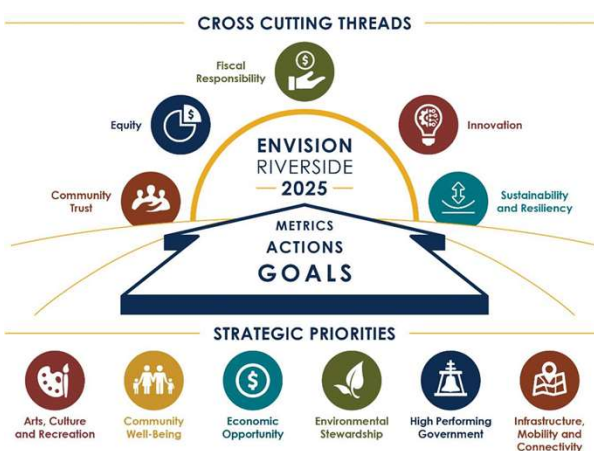 CROSS CUTTING THREADS
Fiscal
Responsibility
Equity
Innovation
Community
Trust
Sustainability
and Resiliency
ENVISION
RIVERSIDE
2025
METRICS
ACTIONS
GOALS
STRATEGIC PRIORITIES
Arts, Culture
and Recreation
Community
Well-Being
Economic
Opportunity
Environmental
Stewardship
High Performing
Government
Infrastructure,
Mobility and
Connectivity